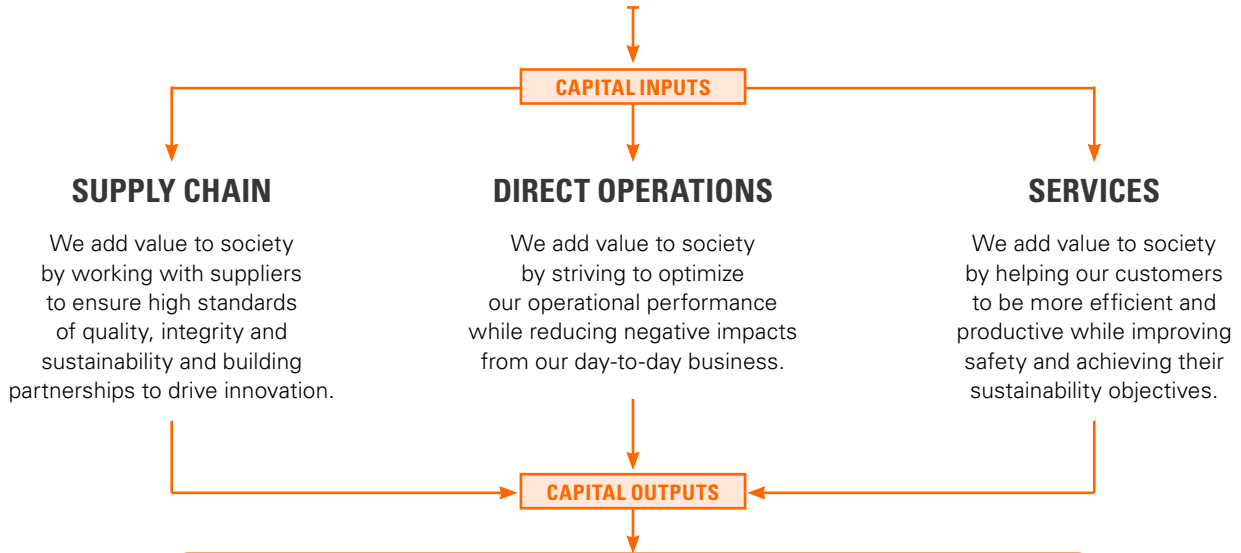 CAPITAL INPUTS
SUPPLY CHAIN
We add value to society
by working with suppliers
to ensure high standards
of quality, integrity and
sustainability and building
partnerships to drive innovation.
DIRECT OPERATIONS
We add value to society
by striving to optimize
our operational performance
while reducing negative impacts
from our day-to-day business.
SERVICES
We add value to society
by helping our customers
to be more efficient and
productive while improving
safety and achieving their
sustainability objectives.
CAPITAL OUTPUTS